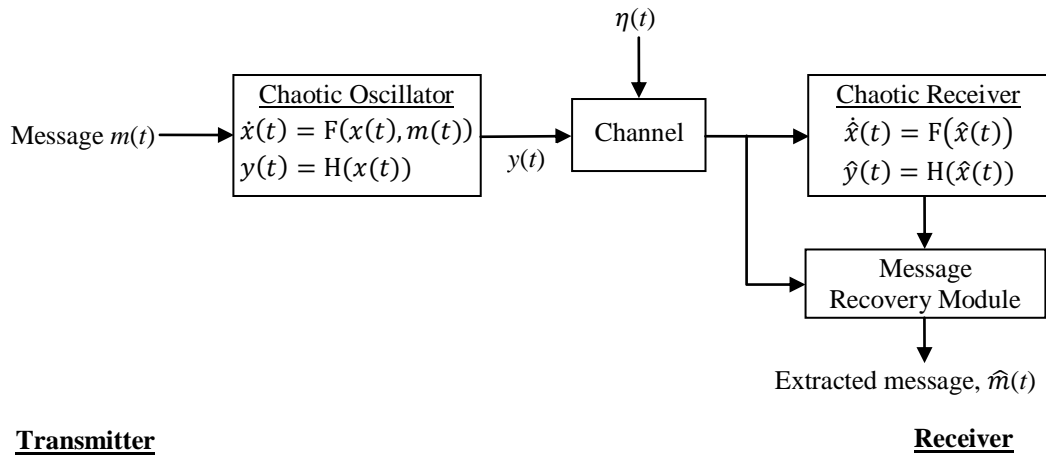 η(t)
Chaotic Oscillator
ẋ(t) = F(x(t), m(t))
y(t) = H(x(t))
Message m(t)
y(t)
Channel
Chaotic Receiver
x̂̇(t) = F(x̂(t))
ŷ(t) = H(x̂(t))
Message
Recovery Module
Extracted message, m̂(t)
Transmitter
Receiver